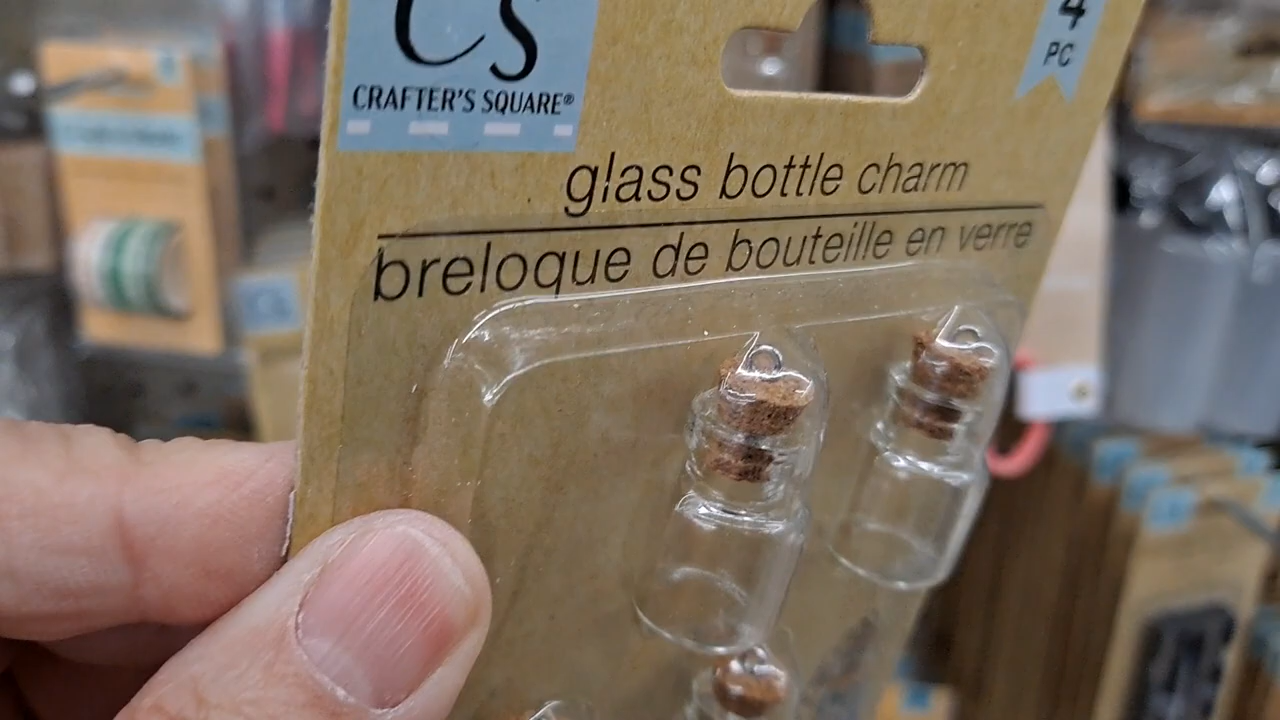 CS
CRAFTER'S SQUARE®
4
PC
glass bottle charm
breloque de bouteille en verre